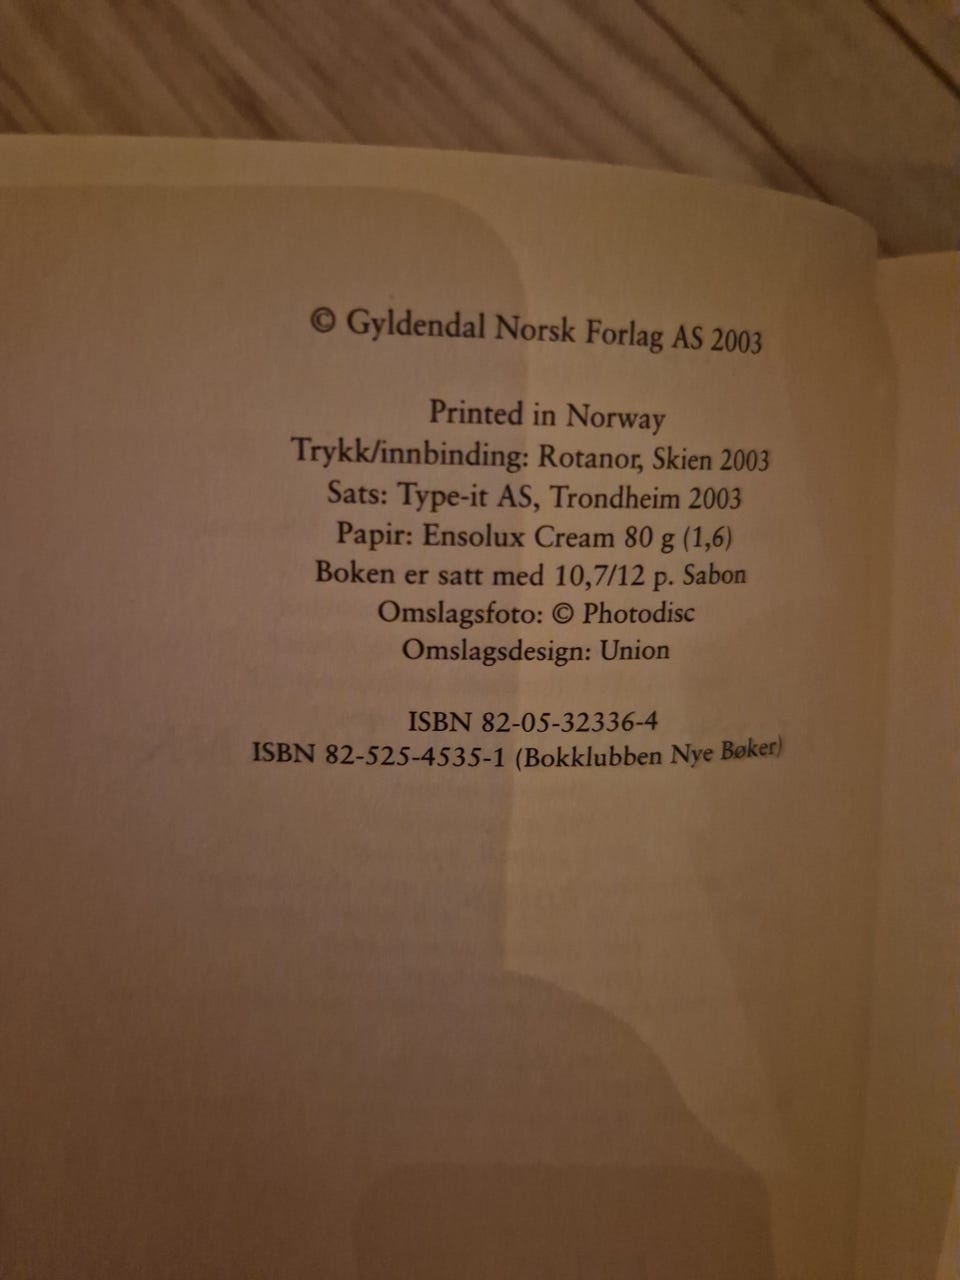 © Gyldendal Norsk Forlag AS 2003
Printed in Norway
Trykk/innbinding: Rotanor, Skien 2003
Sats: Type-it AS, Trondheim 2003
Papir: Ensolux Cream 80 g (1,6)
Boken er satt med 10,7/12 p. Sabon
Omslagsfoto: © Photodisc
Omslagsdesign: Union
ISBN 82-05-32336-4
ISBN 82-525-4535-1 (Bokklubben Nye Bøker)